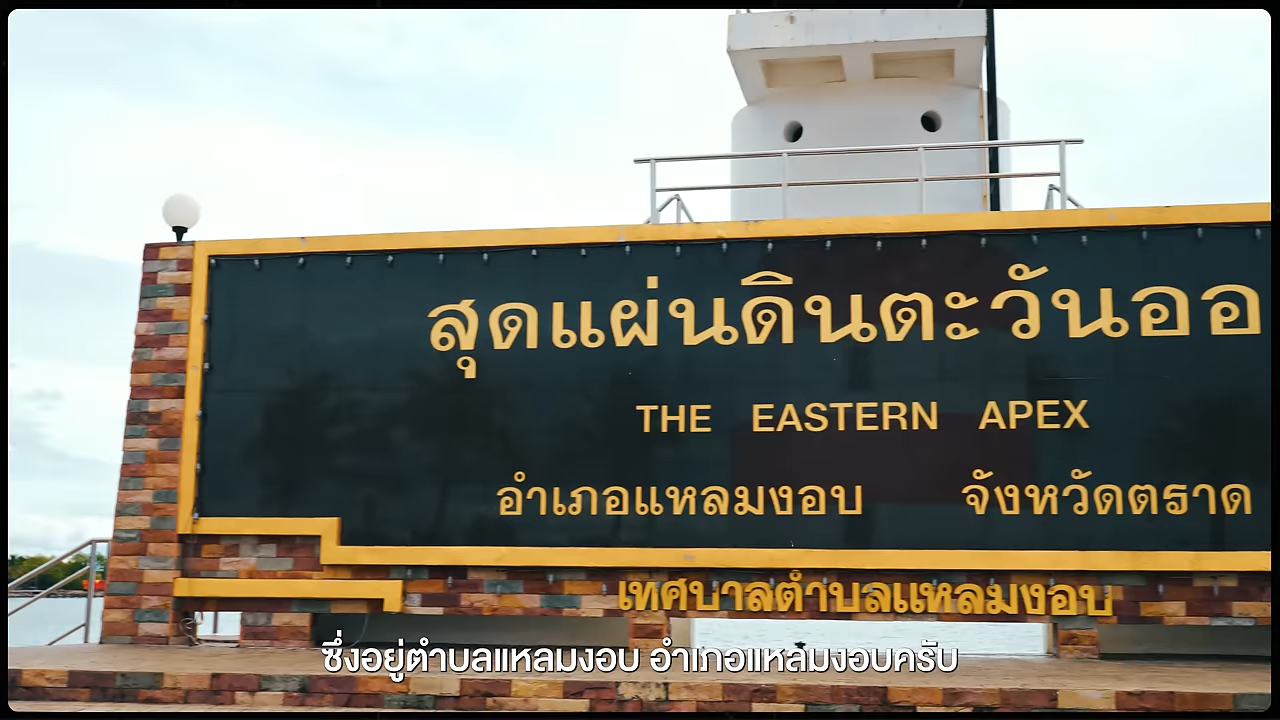 สุดแผ่นดินตะวันออ
THE EASTERN APEX
อำเภอแหลมงอบ จังหวัดตราด
เทศบาลตำบลแหลมงอบ
ซึ่งอยู่ตำบลแหลมงอบ อำเภอแหลมงอบครับ